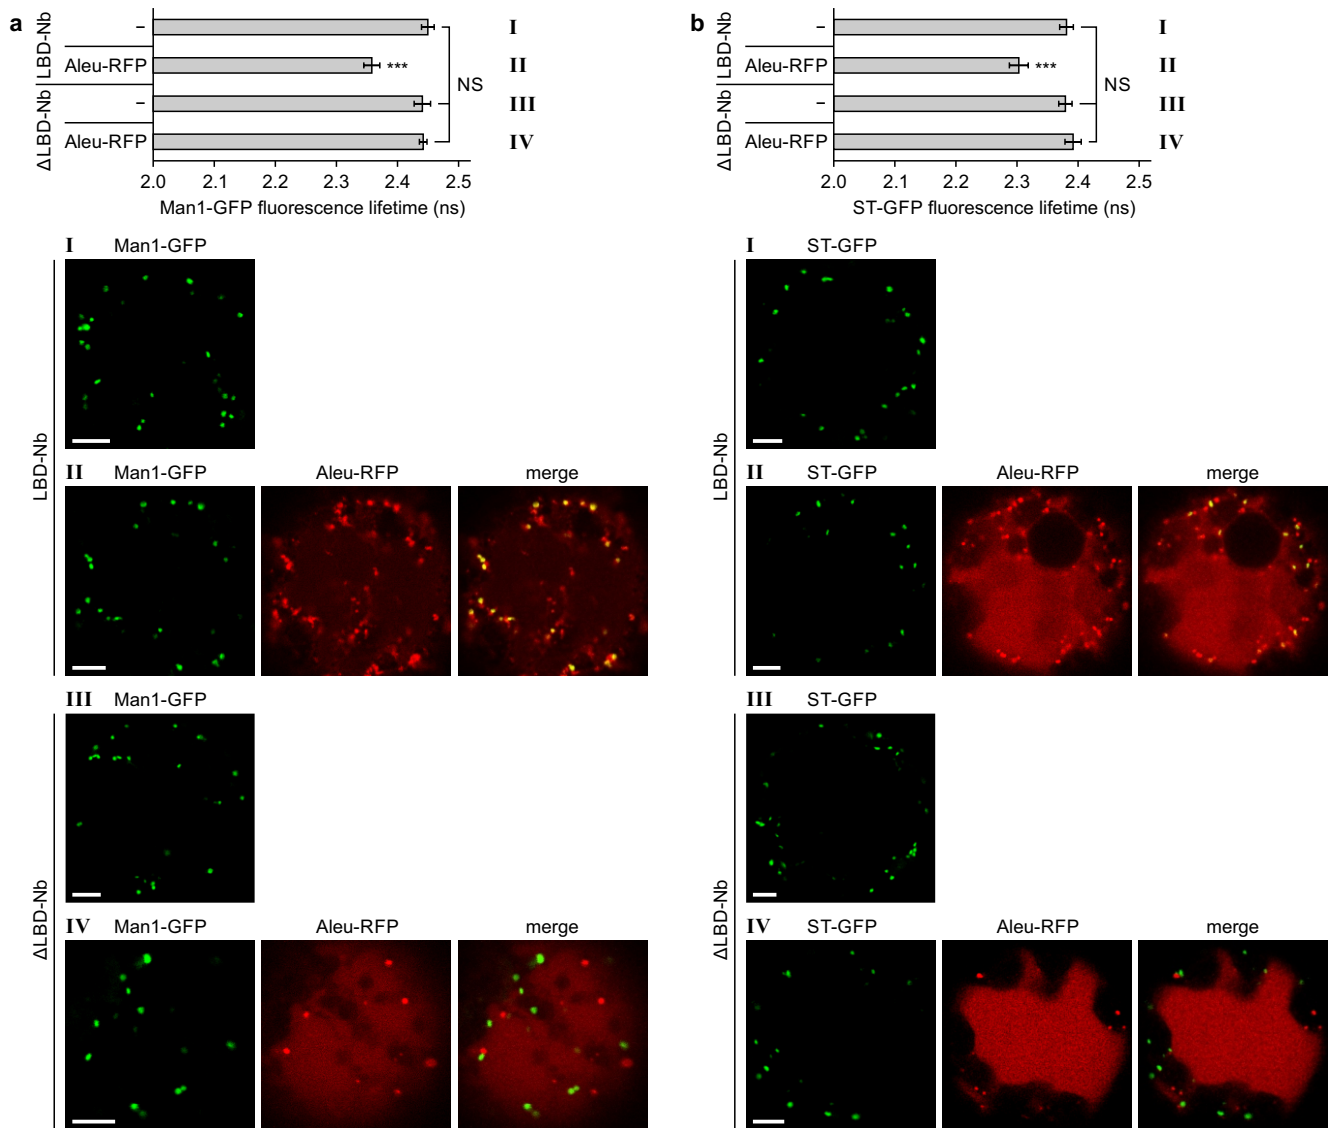 a
LBD-Nb
ΔLBD-Nb
–
Aleu-RFP
–
Aleu-RFP
***
NS
I
II
III
IV
2.0 2.1 2.2 2.3 2.4 2.5
Man1-GFP fluorescence lifetime (ns)
b
LBD-Nb
ΔLBD-Nb
–
Aleu-RFP
–
Aleu-RFP
***
NS
I
II
III
IV
2.0 2.1 2.2 2.3 2.4 2.5
ST-GFP fluorescence lifetime (ns)
LBD-Nb
I Man1-GFP
II Man1-GFP Aleu-RFP merge
ΔLBD-Nb
III Man1-GFP
IV Man1-GFP Aleu-RFP merge
LBD-Nb
I ST-GFP
II ST-GFP Aleu-RFP merge
ΔLBD-Nb
III ST-GFP
IV ST-GFP Aleu-RFP merge